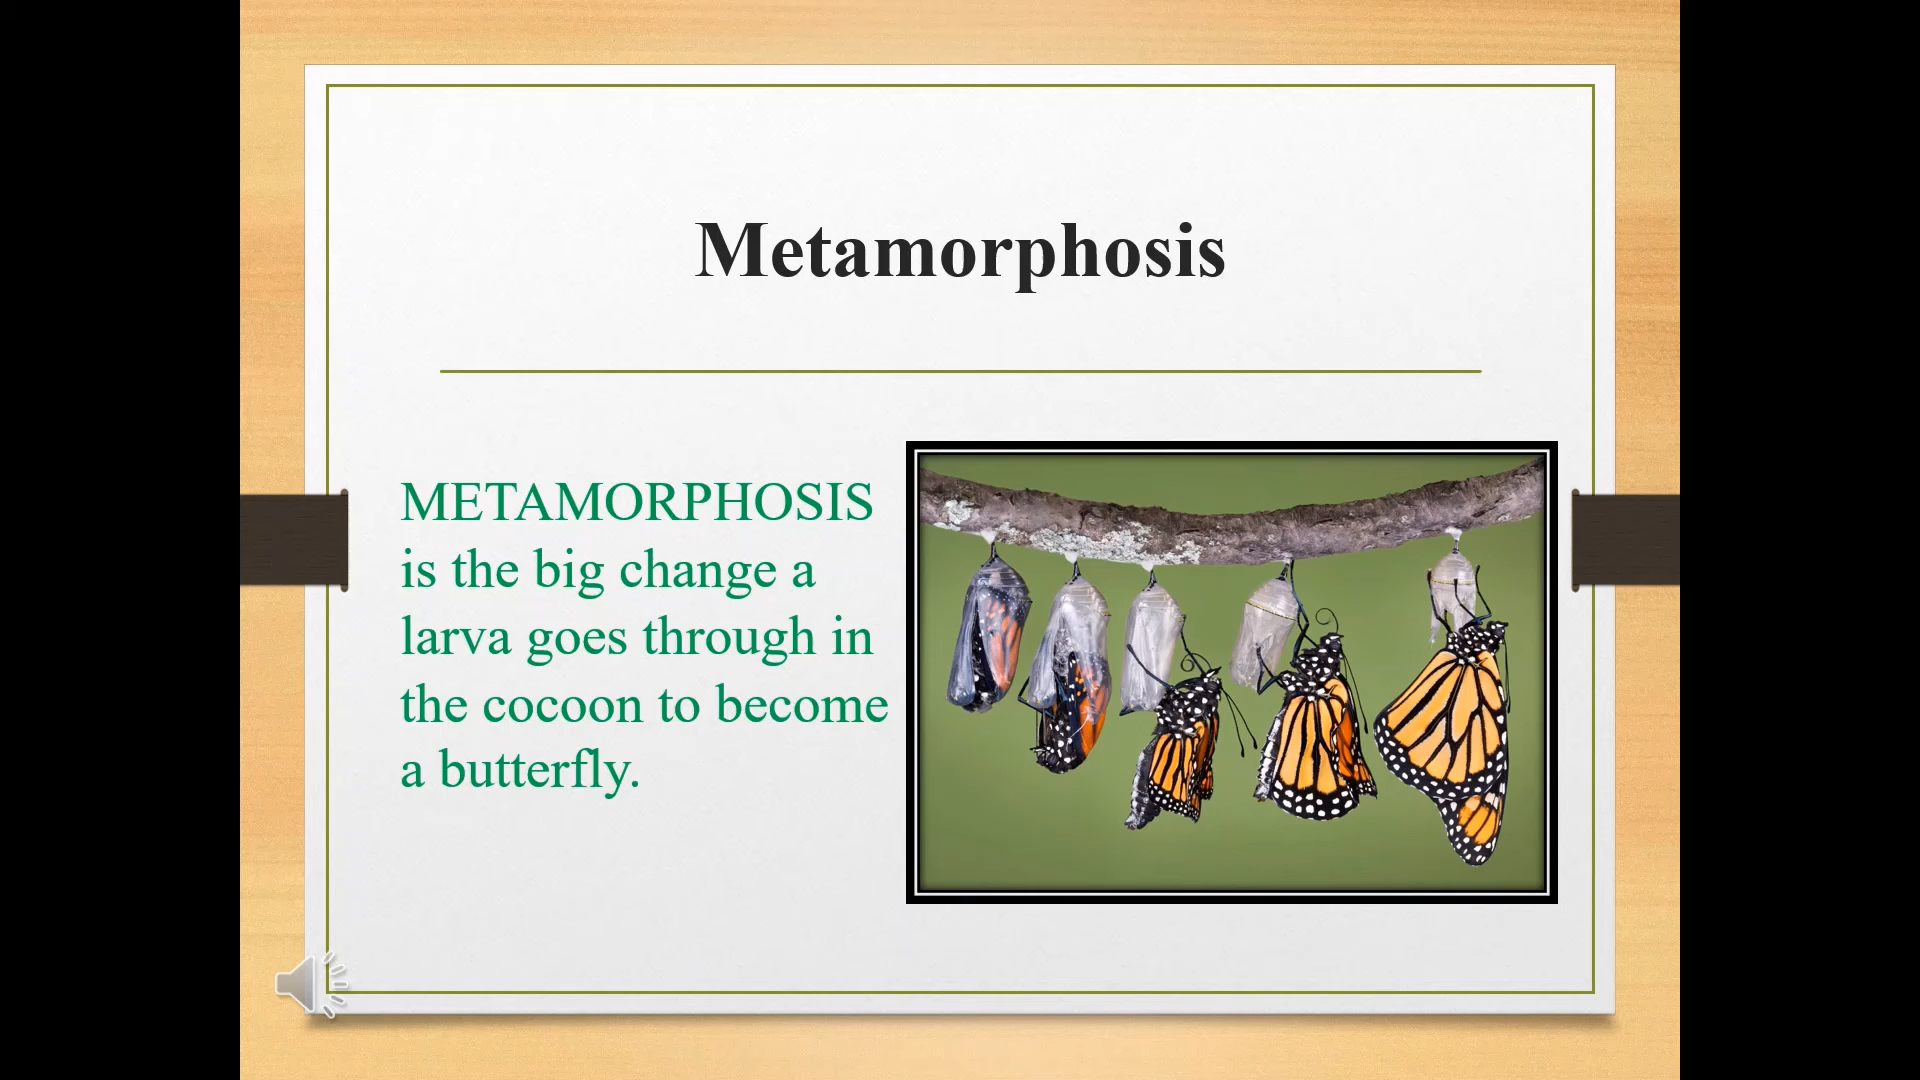 Metamorphosis
METAMORPHOSIS
is the big change a
larva goes through in
the cocoon to become
a butterfly.